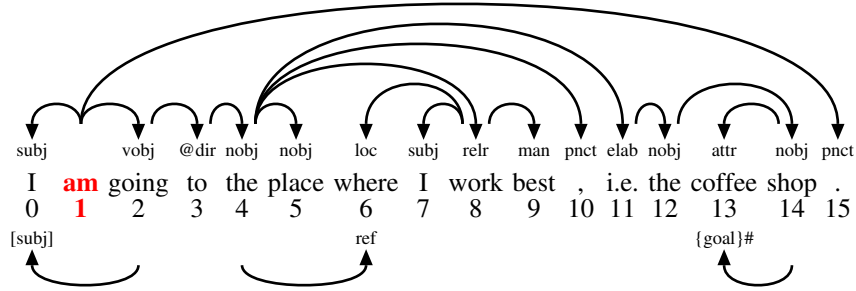 subj vobj @dir nobj nobj loc subj relr man pnct elab nobj attr nobj pnct
I am going to the place where I work best , i.e. the coffee shop .
0 1 2 3 4 5 6 7 8 9 10 11 12 13 14 15
[subj] ref {goal}#